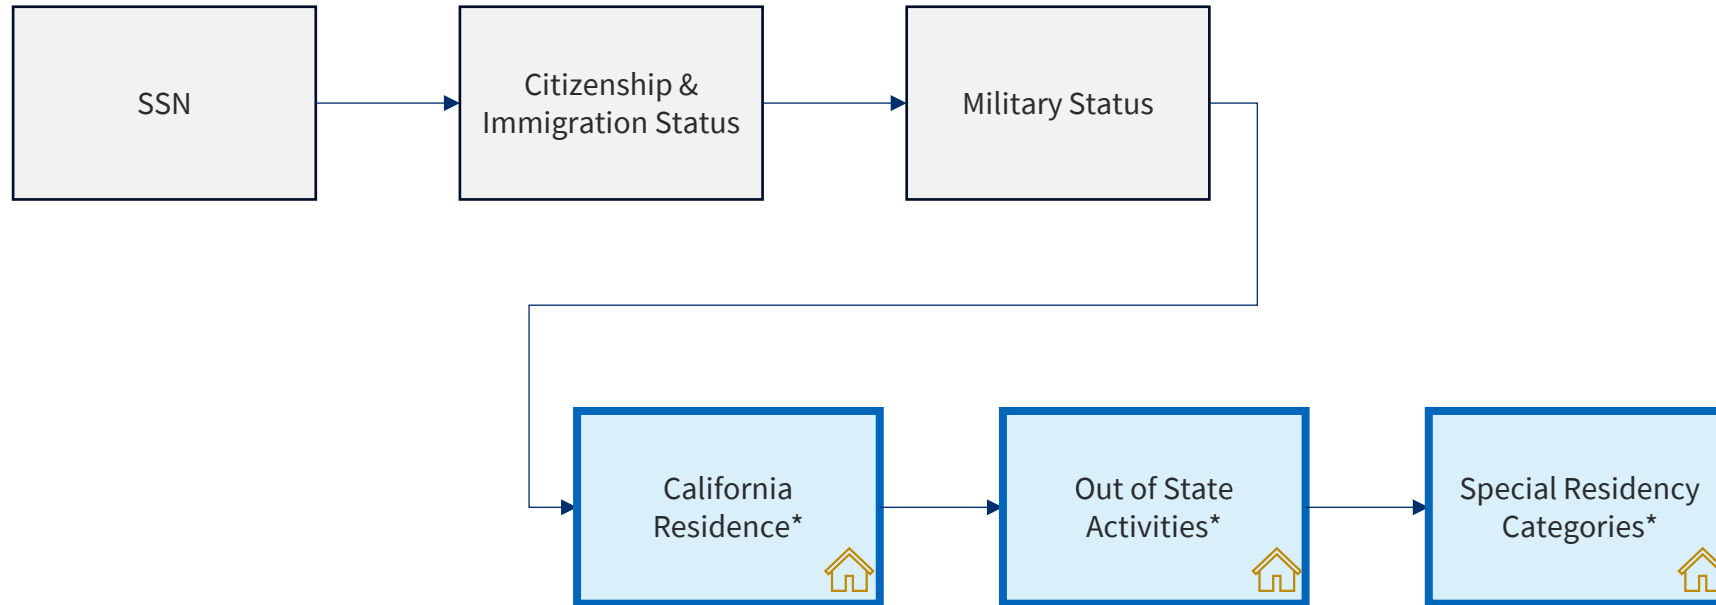 SSN
Citizenship &
Immigration Status
Military Status
California
Residence*
Out of State
Activities*
Special Residency
Categories*